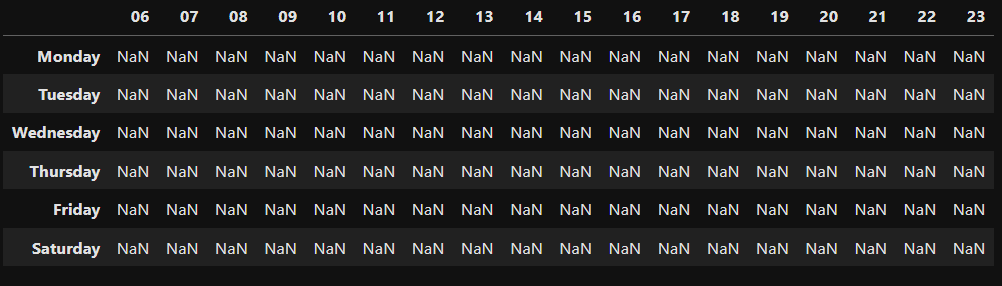 06 07 08 09 10 11 12 13 14 15 16 17 18 19 20 21 22 23
Monday NaN NaN NaN NaN NaN NaN NaN NaN NaN NaN NaN NaN NaN NaN NaN NaN NaN NaN
Tuesday NaN NaN NaN NaN NaN NaN NaN NaN NaN NaN NaN NaN NaN NaN NaN NaN NaN NaN
Wednesday NaN NaN NaN NaN NaN NaN NaN NaN NaN NaN NaN NaN NaN NaN NaN NaN NaN NaN
Thursday NaN NaN NaN NaN NaN NaN NaN NaN NaN NaN NaN NaN NaN NaN NaN NaN NaN NaN
Friday NaN NaN NaN NaN NaN NaN NaN NaN NaN NaN NaN NaN NaN NaN NaN NaN NaN NaN
Saturday NaN NaN NaN NaN NaN NaN NaN NaN NaN NaN NaN NaN NaN NaN NaN NaN NaN NaN